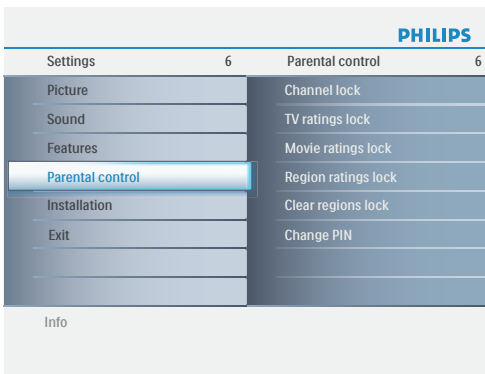 PHILIPS
Settings 6 Parental control 6
Picture Channel lock
Sound TV ratings lock
Features Movie ratings lock
Parental control Region ratings lock
Installation Clear regions lock
Exit Change PIN
Info